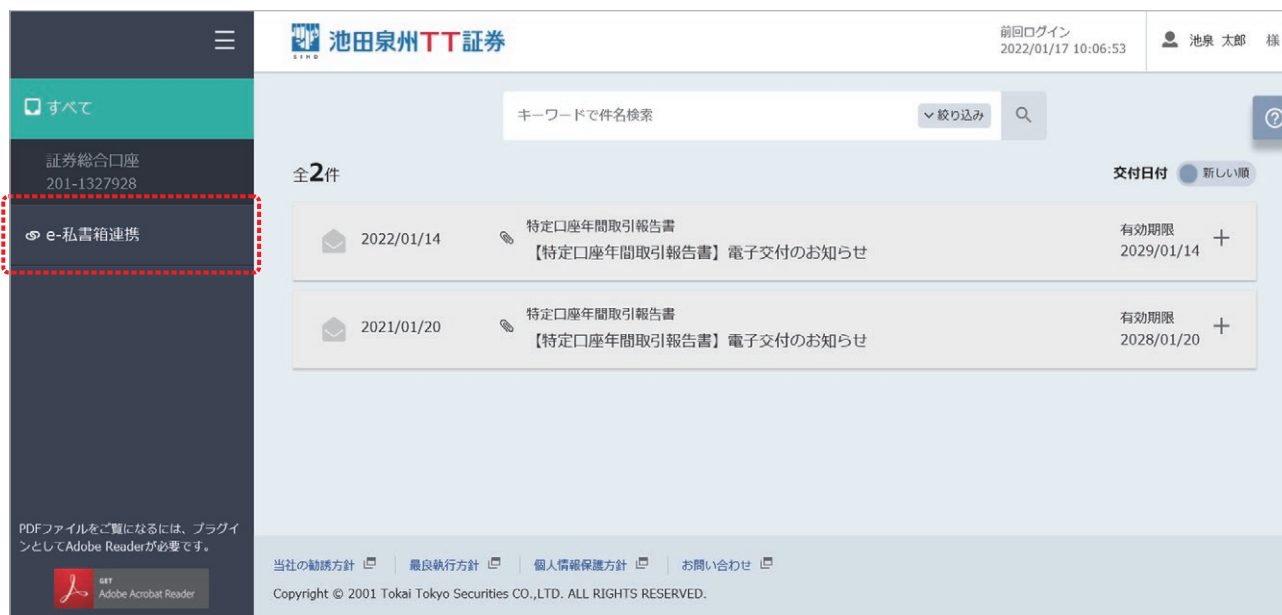 池田泉州TT証券
SIHD
前回ログイン
2022/01/17 10:06:53
池泉 太郎 様
すべて
証券総合口座
201-1327928
e-私書箱連携
キーワードで件名検索
絞り込み
全2件
交付日付
新しい順
2022/01/14
特定口座年間取引報告書
【特定口座年間取引報告書】電子交付のお知らせ
有効期限
2029/01/14
2021/01/20
特定口座年間取引報告書
【特定口座年間取引報告書】電子交付のお知らせ
有効期限
2028/01/20
PDFファイルをご覧になるには、プラグイ
ンとしてAdobe Readerが必要です。
GET
Adobe Acrobat Reader
当社の勧誘方針
最良執行方針
個人情報保護方針
お問い合わせ
Copyright © 2001 Tokai Tokyo Securities CO.,LTD. ALL RIGHTS RESERVED.